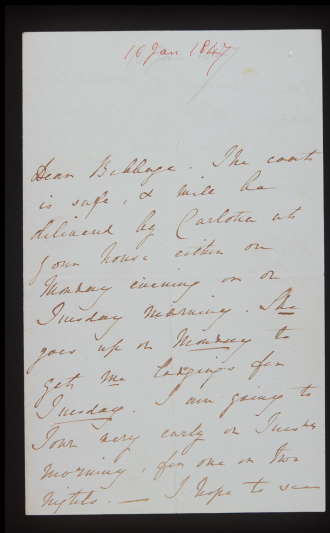 16 Jan 1847
Dear Babbage. The coat
is safe, & will be
delivered by Carlotta at
your house either on
Monday evening or on
Tuesday Morning. She
goes up on Monday to
get me lodgings for
Tuesday. I am going to
Town very early on Tuesday
morning, for one or two
nights. — I hope to see